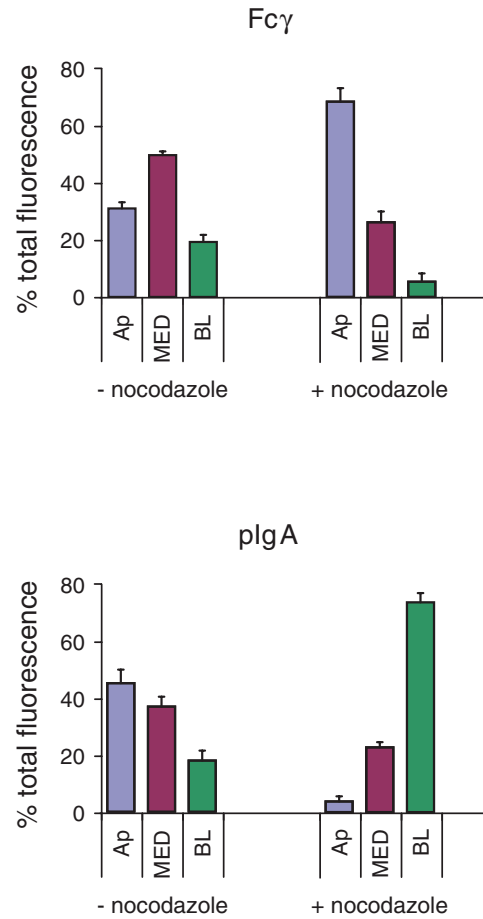 Fcγ
% total fluorescence
80
60
40
20
0
Ap MED BL Ap MED BL
- nocodazole + nocodazole
pIgA
% total fluorescence
80
60
40
20
0
Ap MED BL Ap MED BL
- nocodazole + nocodazole